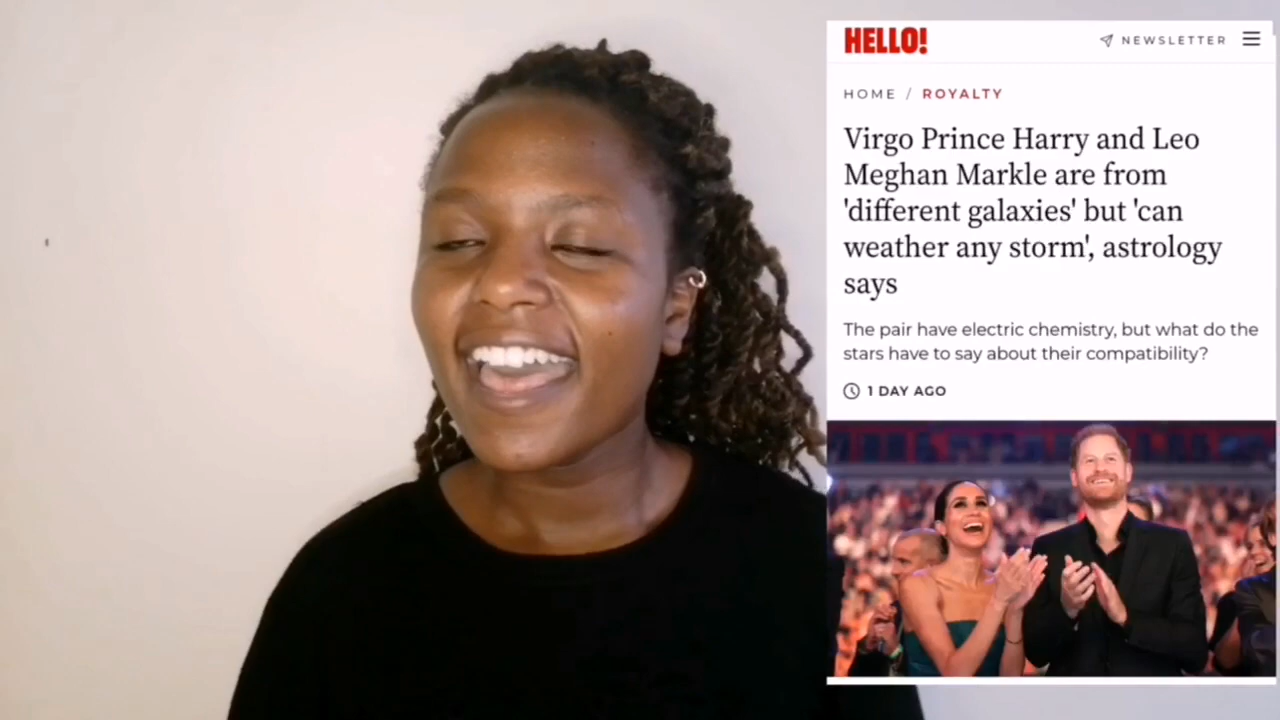 HELLO!
NEWSLETTER
HOME / ROYALTY
Virgo Prince Harry and Leo
Meghan Markle are from
'different galaxies' but 'can
weather any storm', astrology
says
The pair have electric chemistry, but what do the
stars have to say about their compatibility?
1 DAY AGO